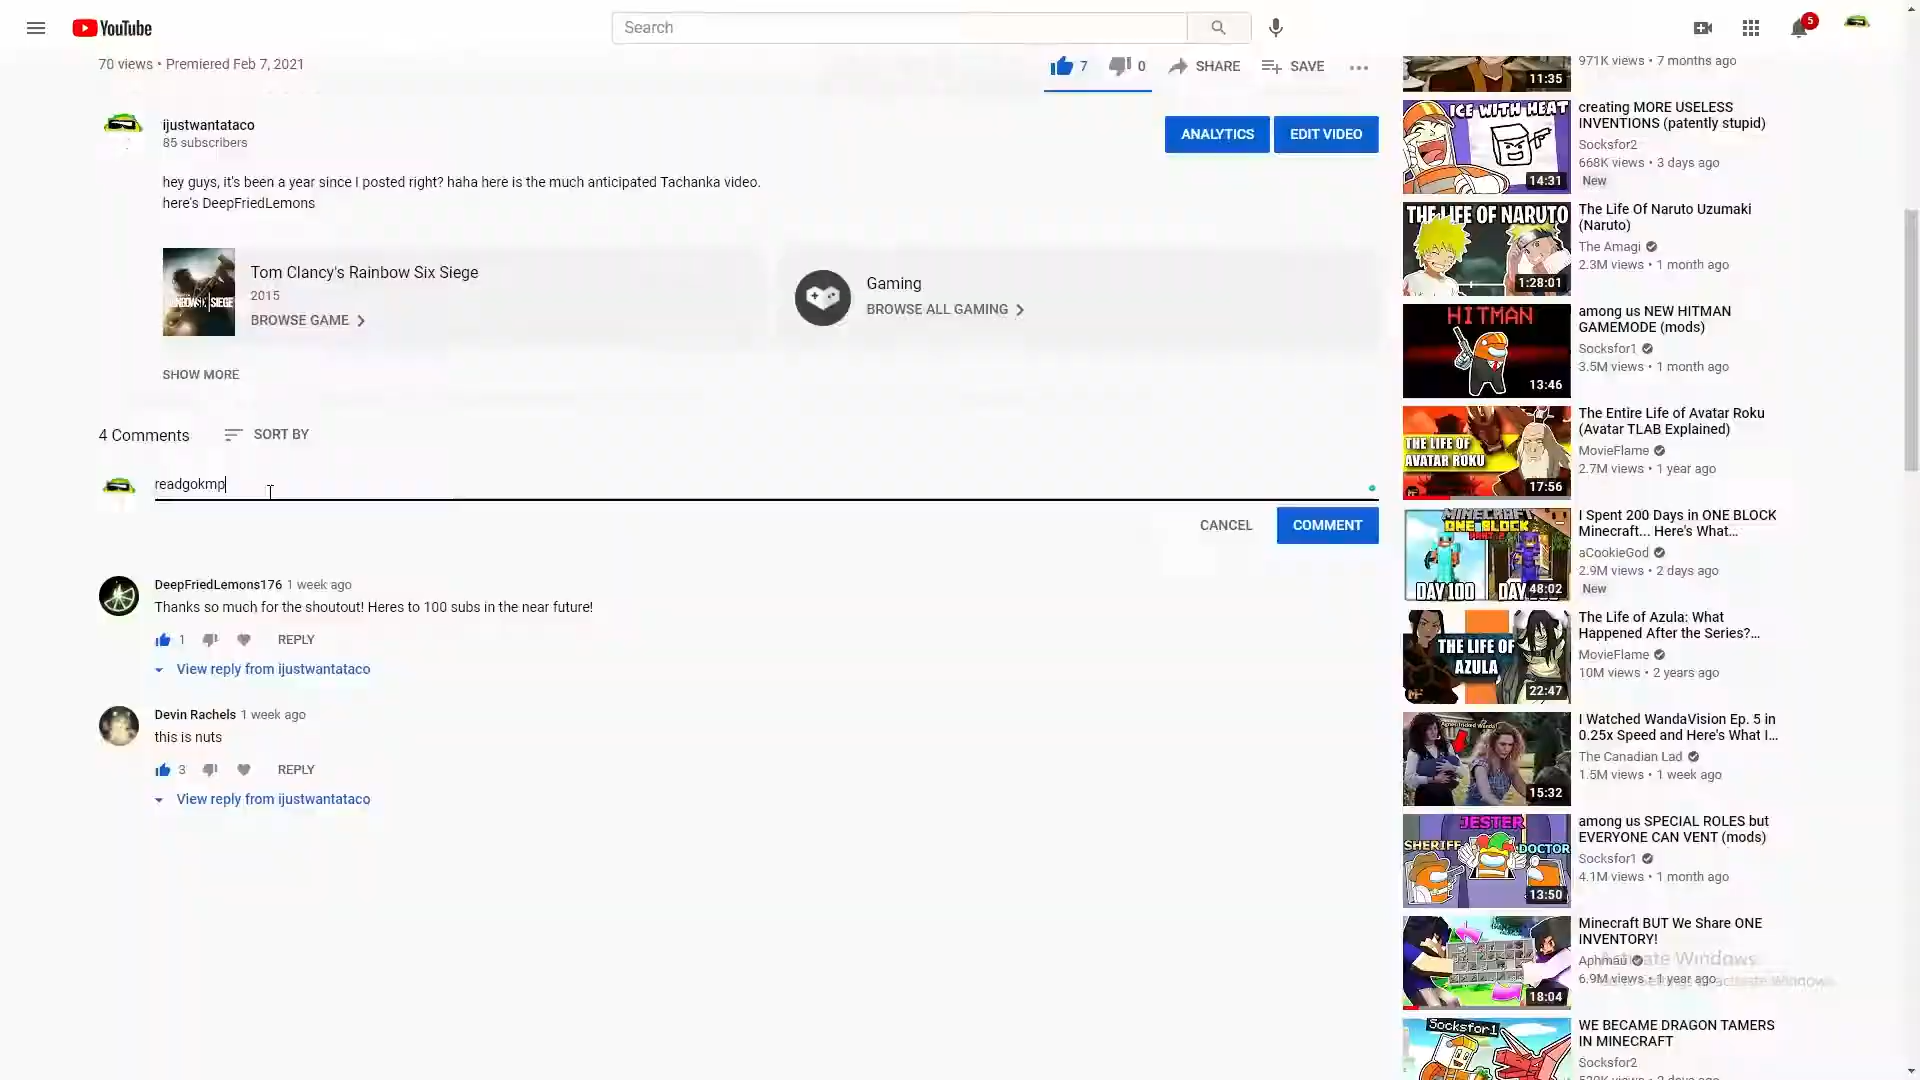 YouTube
Search
5
70 views • Premiered Feb 7, 2021
7
0
SHARE
SAVE
ijustwantataco
85 subscribers
ANALYTICS
EDIT VIDEO
hey guys, it's been a year since I posted right? haha here is the much anticipated Tachanka video.
here's DeepFriedLemons
Tom Clancy's Rainbow Six Siege
2015
BROWSE GAME
Gaming
BROWSE ALL GAMING
SHOW MORE
4 Comments
SORT BY
readgokmp
CANCEL
COMMENT
DeepFriedLemons176 1 week ago
Thanks so much for the shoutout! Heres to 100 subs in the near future!
1
REPLY
View reply from ijustwantataco
Devin Rachels 1 week ago
this is nuts
3
REPLY
View reply from ijustwantataco
11:35
971K views • 7 months ago
ICE WITH HEAT
14:31
creating MORE USELESS
INVENTIONS (patently stupid)
Socksfor2
668K views • 3 days ago
New
THE LIFE OF NARUTO
1:28:01
The Life Of Naruto Uzumaki
(Naruto)
The Amagi
2.3M views • 1 month ago
HITMAN
13:46
among us NEW HITMAN
GAMEMODE (mods)
Socksfor1
3.5M views • 1 month ago
THE LIFE OF
AVATAR ROKU
17:56
The Entire Life of Avatar Roku
(Avatar TLAB Explained)
MovieFlame
2.7M views • 1 year ago
MINECRAFT
ONE BLOCK
PART 2
DAY 100
48:02
I Spent 200 Days in ONE BLOCK
Minecraft... Here's What...
aCookieGod
2.9M views • 2 days ago
New
THE LIFE OF
AZULA
22:47
The Life of Azula: What
Happened After the Series?...
MovieFlame
10M views • 2 years ago
15:32
I Watched WandaVision Ep. 5 in
0.25x Speed and Here's What I...
The Canadian Lad
1.5M views • 1 week ago
JESTER
SHERIFF
DOCTOR
13:50
among us SPECIAL ROLES but
EVERYONE CAN VENT (mods)
Socksfor1
4.1M views • 1 month ago
18:04
Minecraft BUT We Share ONE
INVENTORY!
Aphmau
6.9M views • 1 year ago
Activate Windows
Go to Settings to activate Windows.
Socksfor1
WE BECAME DRAGON TAMERS
IN MINECRAFT
Socksfor2